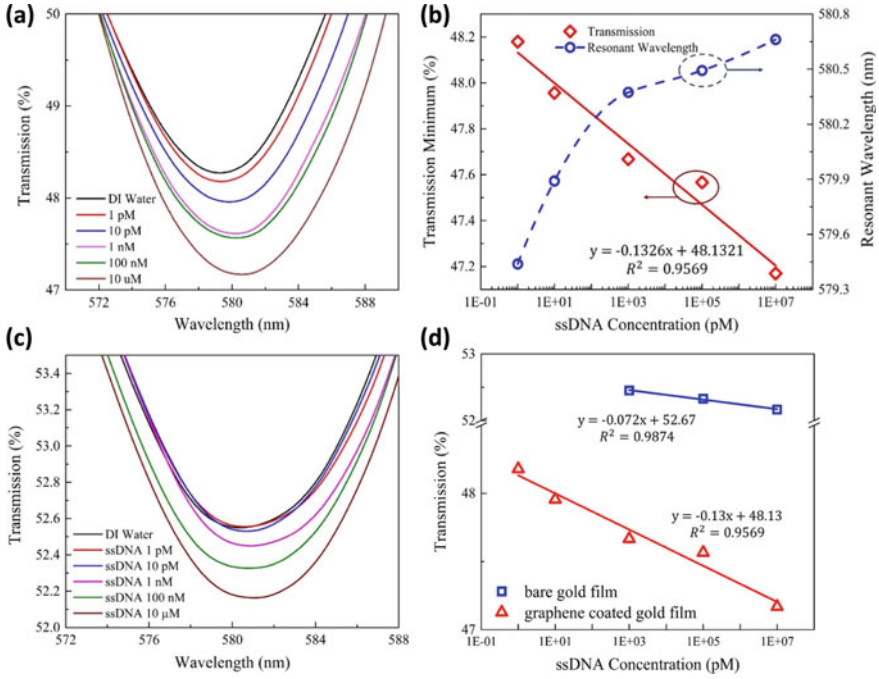 (a)
50
49
48
47
Transmission (%)
DI Water
1 pM
10 pM
1 nM
100 nM
10 uM
572 576 580 584 588
Wavelength (nm)
(b)
48.2
48.0
47.8
47.6
47.4
47.2
Transmission Minimum (%)
Transmission
Resonant Wavelength
y = -0.1326x + 48.1321
R² = 0.9569
580.8
580.5
580.2
579.9
579.6
579.3
Resonant Wavelength (nm)
1E-01 1E+01 1E+03 1E+05 1E+07
ssDNA Concentration (pM)
(c)
53.4
53.2
53.0
52.8
52.6
52.4
52.2
52.0
Transmission (%)
DI Water
ssDNA 1 pM
ssDNA 10 pM
ssDNA 1 nM
ssDNA 100 nM
ssDNA 10 µM
572 576 580 584 588
Wavelength (nm)
(d)
53
52
48
47
Transmission (%)
y = -0.072x + 52.67
R² = 0.9874
y = -0.13x + 48.13
R² = 0.9569
bare gold film
graphene coated gold film
1E-01 1E+01 1E+03 1E+05 1E+07
ssDNA Concentration (pM)